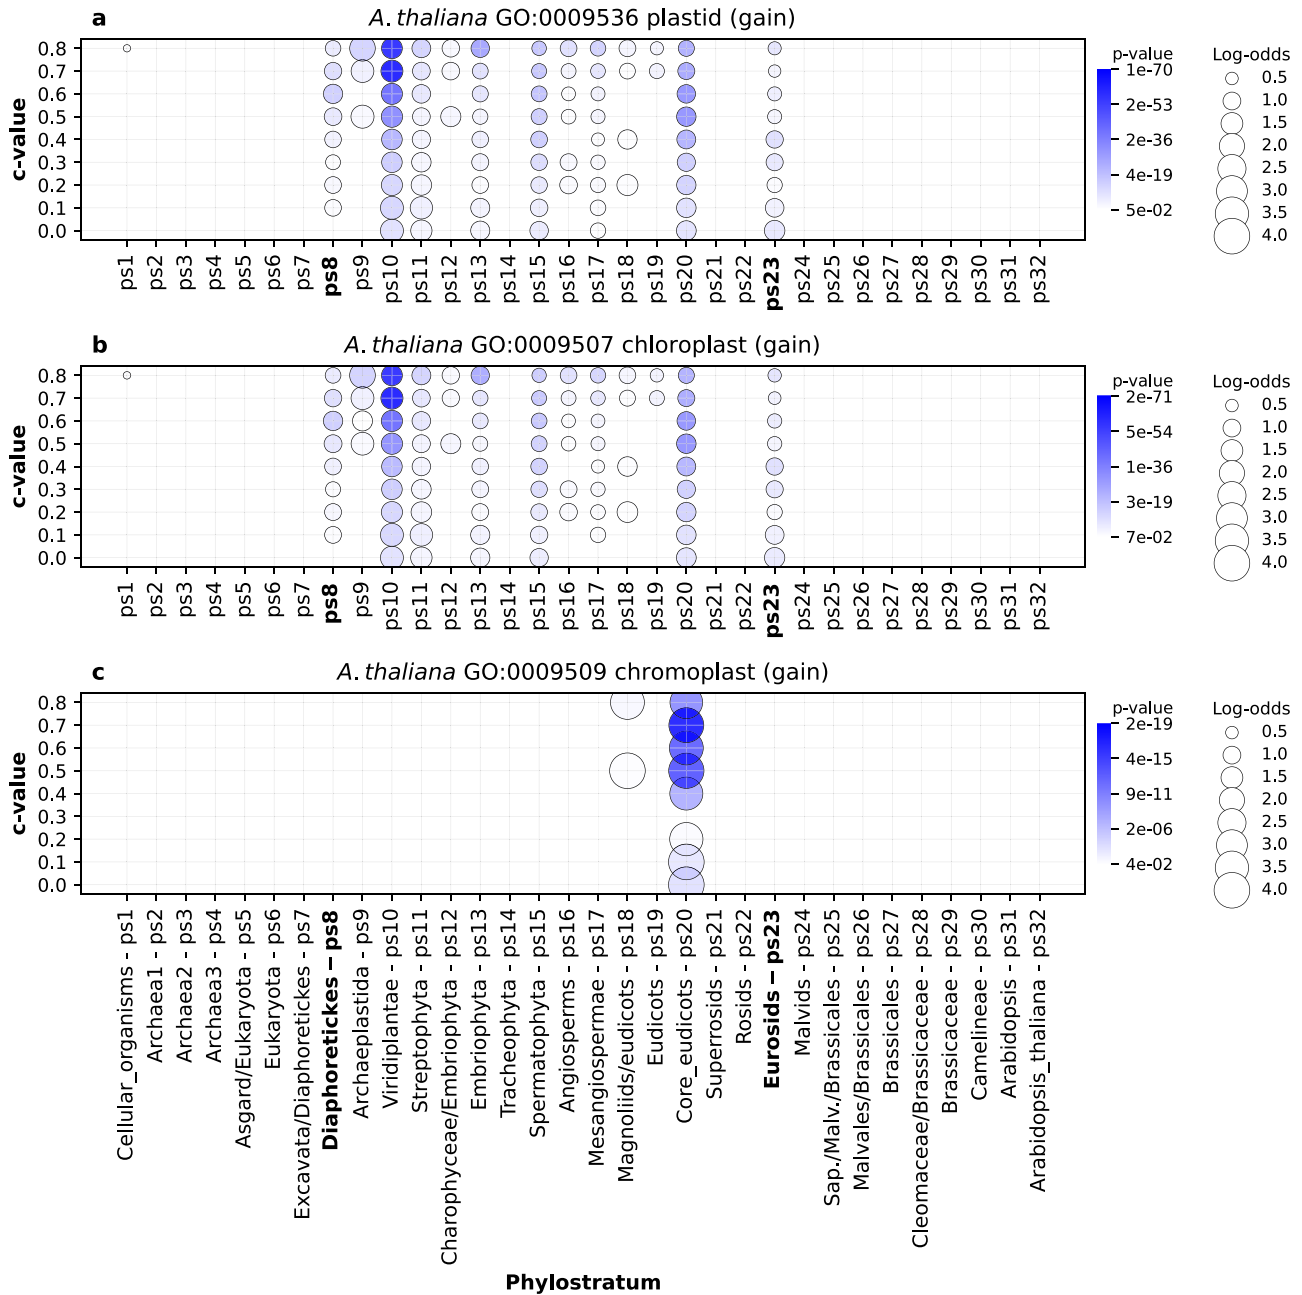 a
A. thaliana GO:0009536 plastid (gain)
c-value
0.8
0.7
0.6
0.5
0.4
0.3
0.2
0.1
0.0
ps1 ps2 ps3 ps4 ps5 ps6 ps7 ps8 ps9 ps10 ps11 ps12 ps13 ps14 ps15 ps16 ps17 ps18 ps19 ps20 ps21 ps22 ps23 ps24 ps25 ps26 ps27 ps28 ps29 ps30 ps31 ps32
p-value
1e-70
2e-53
2e-36
4e-19
5e-02
Log-odds
0.5
1.0
1.5
2.0
2.5
3.0
3.5
4.0
b
A. thaliana GO:0009507 chloroplast (gain)
c-value
0.8
0.7
0.6
0.5
0.4
0.3
0.2
0.1
0.0
ps1 ps2 ps3 ps4 ps5 ps6 ps7 ps8 ps9 ps10 ps11 ps12 ps13 ps14 ps15 ps16 ps17 ps18 ps19 ps20 ps21 ps22 ps23 ps24 ps25 ps26 ps27 ps28 ps29 ps30 ps31 ps32
p-value
2e-71
5e-54
1e-36
3e-19
7e-02
Log-odds
0.5
1.0
1.5
2.0
2.5
3.0
3.5
4.0
c
A. thaliana GO:0009509 chromoplast (gain)
c-value
0.8
0.7
0.6
0.5
0.4
0.3
0.2
0.1
0.0
p-value
2e-19
4e-15
9e-11
2e-06
4e-02
Log-odds
0.5
1.0
1.5
2.0
2.5
3.0
3.5
4.0
Cellular_organisms - ps1
Archaea1 - ps2
Archaea2 - ps3
Archaea3 - ps4
Asgard/Eukaryota - ps5
Eukaryota - ps6
Excavata/Diaphoretickes - ps7
Diaphoretickes – ps8
Archaeplastida - ps9
Viridiplantae - ps10
Streptophyta - ps11
Charophyceae/Embriophyta - ps12
Embriophyta - ps13
Tracheophyta - ps14
Spermatophyta - ps15
Angiosperms - ps16
Mesangiospermae - ps17
Magnoliids/eudicots - ps18
Eudicots - ps19
Core_eudicots - ps20
Superrosids - ps21
Rosids - ps22
Eurosids – ps23
Malvids - ps24
Sap./Malv./Brassicales - ps25
Malvales/Brassicales - ps26
Brassicales - ps27
Cleomaceae/Brassicaceae - ps28
Brassicaceae - ps29
Camelineae - ps30
Arabidopsis - ps31
Arabidopsis_thaliana - ps32
Phylostratum